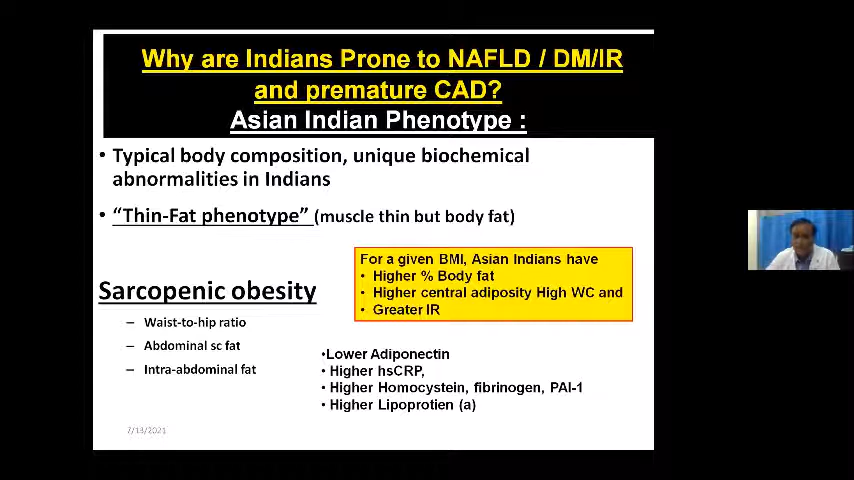 Why are Indians Prone to NAFLD / DM/IR
and premature CAD?
Asian Indian Phenotype :
• Typical body composition, unique biochemical
abnormalities in Indians
• “Thin-Fat phenotype” (muscle thin but body fat)
For a given BMI, Asian Indians have
• Higher % Body fat
• Higher central adiposity High WC and
• Greater IR
Sarcopenic obesity
– Waist-to-hip ratio
– Abdominal sc fat
– Intra-abdominal fat
•Lower Adiponectin
• Higher hsCRP,
• Higher Homocystein, fibrinogen, PAI-1
• Higher Lipoprotien (a)
7/13/2021